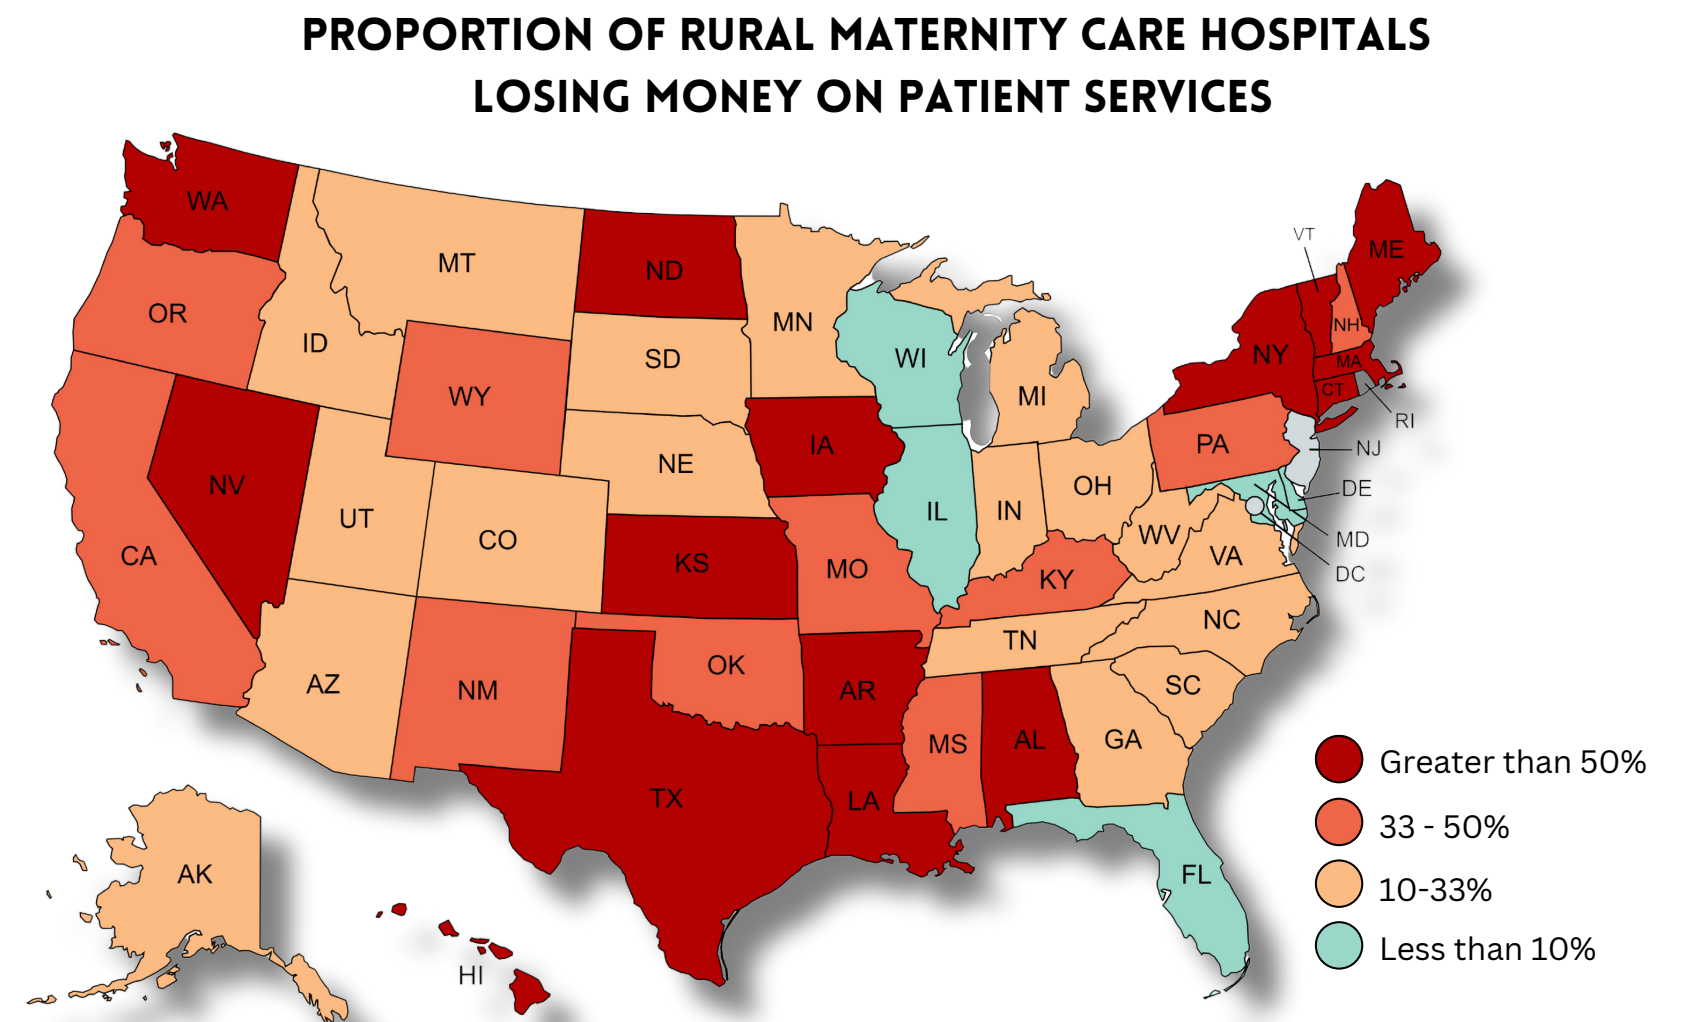 PROPORTION OF RURAL MATERNITY CARE HOSPITALS
LOSING MONEY ON PATIENT SERVICES
WA
MT
ND
MN
VT
ME
OR
ID
SD
WI
NH
NY
MA
WY
MI
CT
RI
NV
NE
IA
PA
NJ
UT
CO
IL
IN
OH
DE
CA
KS
MO
WV
VA
MD
DC
KY
AZ
NM
OK
AR
TN
NC
SC
MS
AL
GA
TX
LA
FL
AK
HI
Greater than 50%
33 - 50%
10-33%
Less than 10%